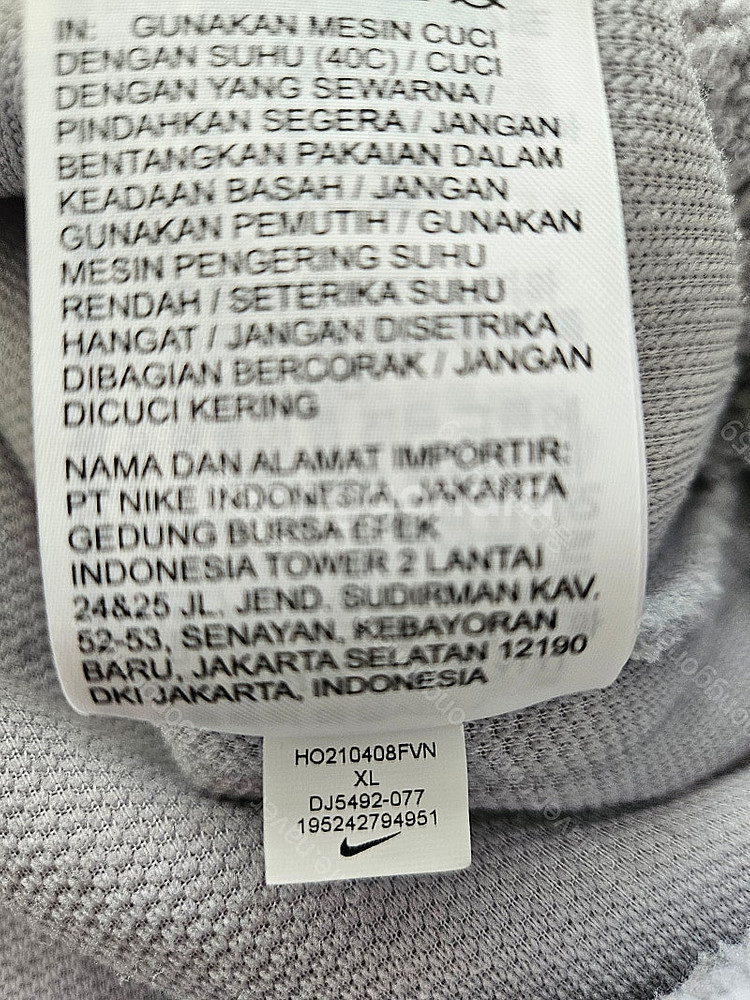 IN: GUNAKAN MESIN CUCI
DENGAN SUHU (40C) / CUCI
DENGAN YANG SEWARNA /
PINDAHKAN SEGERA / JANGAN
BENTANGKAN PAKAIAN DALAM
KEADAAN BASAH / JANGAN
GUNAKAN PEMUTIH / GUNAKAN
MESIN PENGERING SUHU
RENDAH / SETERIKA SUHU
HANGAT / JANGAN DISETRIKA
DIBAGIAN BERCORAK / JANGAN
DICUCI KERING
NAMA DAN ALAMAT IMPORTIR:
PT NIKE INDONESIA, JAKARTA
GEDUNG BURSA EFEK
INDONESIA TOWER 2 LANTAI
24&25 JL. JEND. SUDIRMAN KAV.
52-53, SENAYAN, KEBAYORAN
BARU, JAKARTA SELATAN 12190
DKI JAKARTA, INDONESIA
HO210408FVN
XL
DJ5492-077
195242794951